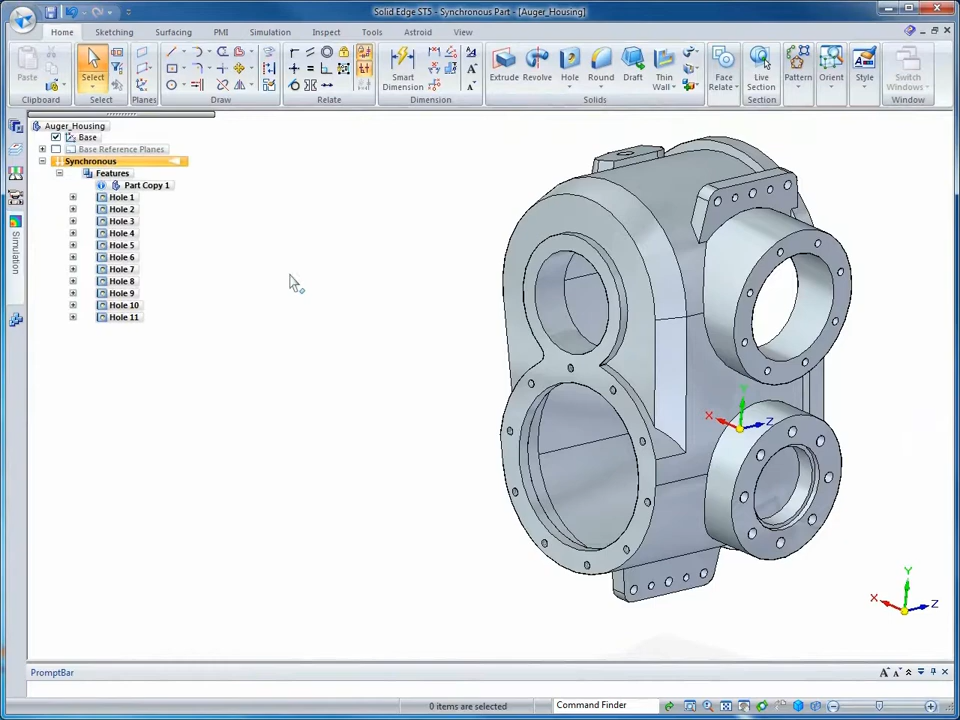 Solid Edge ST5 - Synchronous Part - [Auger_Housing]
Home Sketching Surfacing PMI Simulation Inspect Tools Astroid View
Paste
Select
Smart Dimension
Extrude Revolve Hole Round Draft Thin Wall
Face Relate
Live Section
Pattern Orient Style
Switch Windows
Clipboard Select Planes Draw Relate Dimension Solids Section Window
Auger_Housing
Base
Base Reference Planes
Synchronous
Features
Part Copy 1
Hole 1
Hole 2
Hole 3
Hole 4
Hole 5
Hole 6
Hole 7
Hole 8
Hole 9
Hole 10
Hole 11
Simulation
Y
X
Z
Y
X
Z
PromptBar
0 items are selected
Command Finder